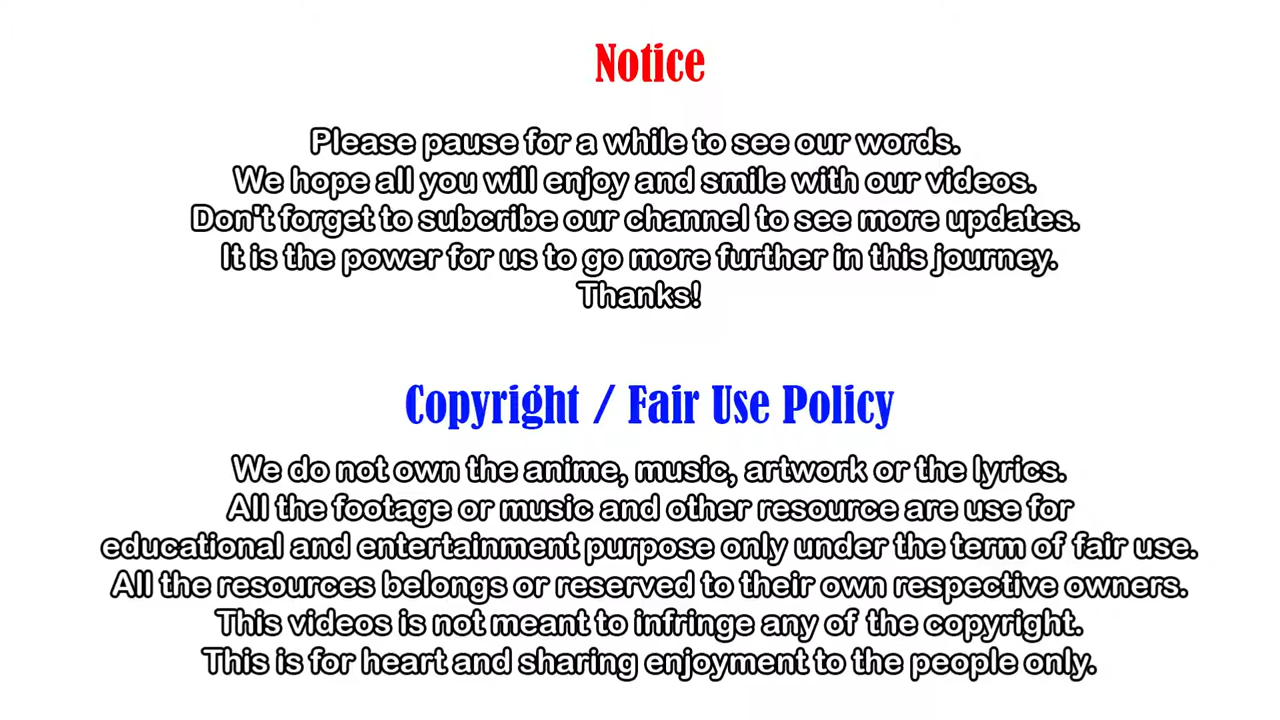 Notice
Please pause for a while to see our words.
We hope all you will enjoy and smile with our videos.
Don't forget to subcribe our channel to see more updates.
It is the power for us to go more further in this journey.
Thanks!
Copyright / Fair Use Policy
We do not own the anime, music, artwork or the lyrics.
All the footage or music and other resource are use for
educational and entertainment purpose only under the term of fair use.
All the resources belongs or reserved to their own respective owners.
This videos is not meant to infringe any of the copyright.
This is for heart and sharing enjoyment to the people only.